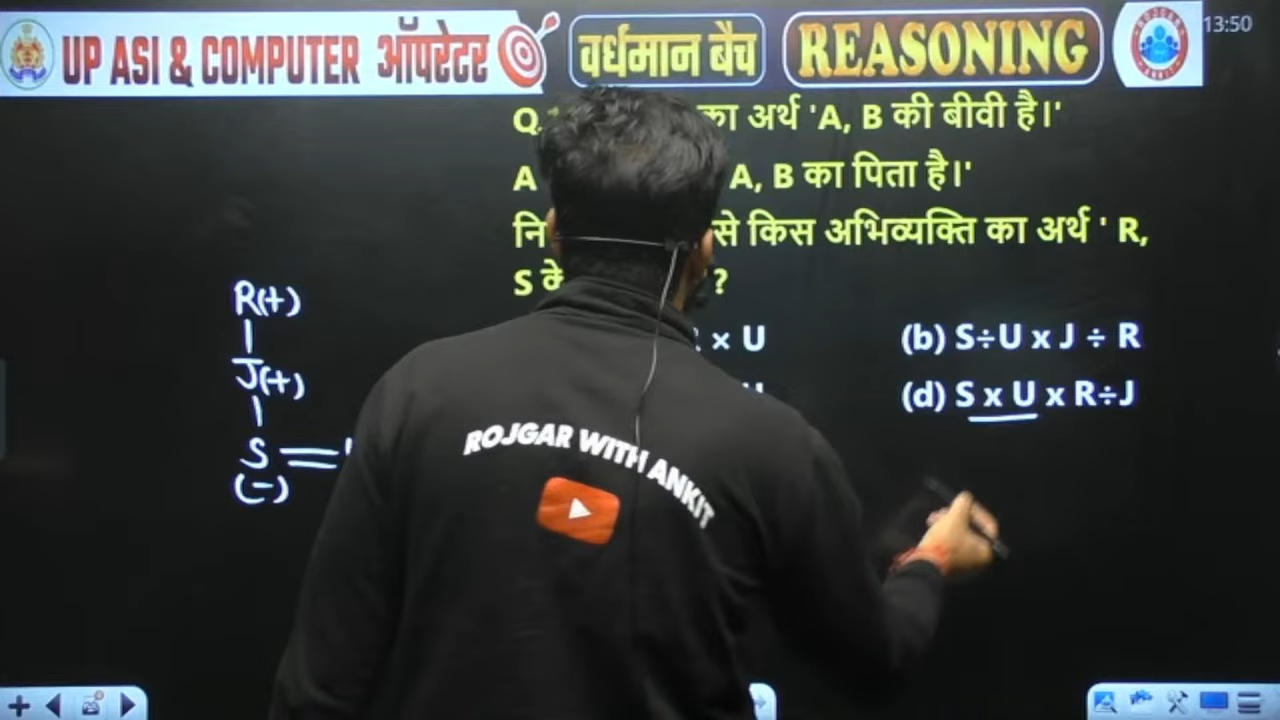 UP ASI & COMPUTER ऑपरेटर
वर्धमान बैच
REASONING
13:50
Q. का अर्थ 'A, B की बीवी है।'
A A, B का पिता है।'
से किस अभिव्यक्ति का अर्थ ' R,
S के ?
× U
(b) S÷U x J ÷ R
(d) S x U x R÷J
R(+)
J(+)
S
(-)
ROJGAR WITH ANKIT